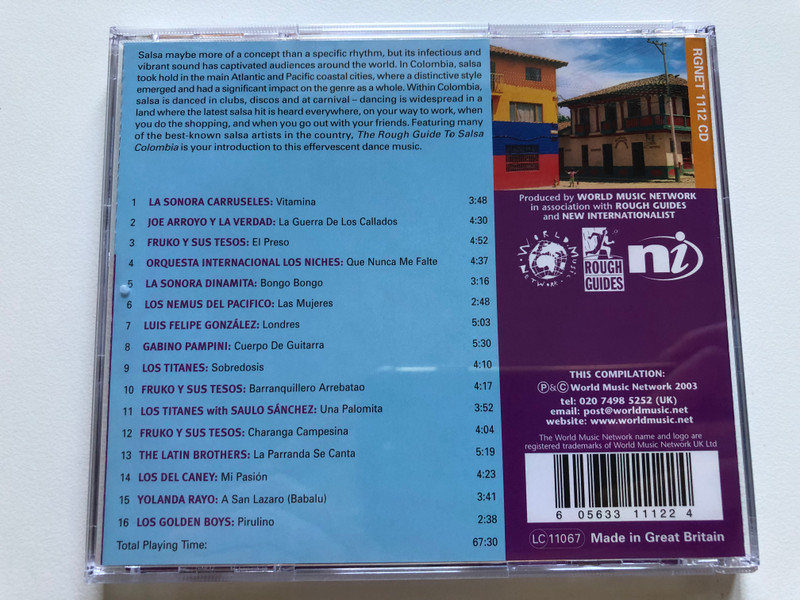 Salsa maybe more of a concept than a specific rhythm, but its infectious and
vibrant sound has captivated audiences around the world. In Colombia, salsa
took hold in the main Atlantic and Pacific coastal cities, where a distinctive style
emerged and had a significant impact on the genre as a whole. Within Colombia,
salsa is danced in clubs, discos and at carnival – dancing is widespread in a
land where the latest salsa hit is heard everywhere, on your way to work, when
you do the shopping, and when you go out with your friends. Featuring many
of the best-known salsa artists in the country, The Rough Guide To Salsa
Colombia is your introduction to this effervescent dance music.
1 LA SONORA CARRUSELES: Vitamina 3:48
2 JOE ARROYO Y LA VERDAD: La Guerra De Los Callados 4:30
3 FRUKO Y SUS TESOS: El Preso 4:52
4 ORQUESTA INTERNACIONAL LOS NICHES: Que Nunca Me Falte 4:37
5 LA SONORA DINAMITA: Bongo Bongo 3:16
6 LOS NEMUS DEL PACIFICO: Las Mujeres 2:48
7 LUIS FELIPE GONZÁLEZ: Londres 5:03
8 GABINO PAMPINI: Cuerpo De Guitarra 5:30
9 LOS TITANES: Sobredosis 4:10
10 FRUKO Y SUS TESOS: Barranquillero Arrebatao 4:17
11 LOS TITANES with SAULO SÁNCHEZ: Una Palomita 3:52
12 FRUKO Y SUS TESOS: Charanga Campesina 4:04
13 THE LATIN BROTHERS: La Parranda Se Canta 5:19
14 LOS DEL CANEY: Mi Pasión 4:23
15 YOLANDA RAYO: A San Lazaro (Babalu) 3:41
16 LOS GOLDEN BOYS: Pirulino 2:38
Total Playing Time: 67:30
RGNET 1112 CD
Produced by WORLD MUSIC NETWORK
in association with ROUGH GUIDES
and NEW INTERNATIONALIST
WORLD MUSIC NETWORK
ROUGH
GUIDES
ni
THIS COMPILATION:
Ⓟ&© World Music Network 2003
tel: 020 7498 5252 (UK)
email: post@worldmusic.net
website: www.worldmusic.net
The World Music Network name and logo are
registered trademarks of World Music Network UK Ltd
6 05633 11122 4
LC 11067 Made in Great Britain